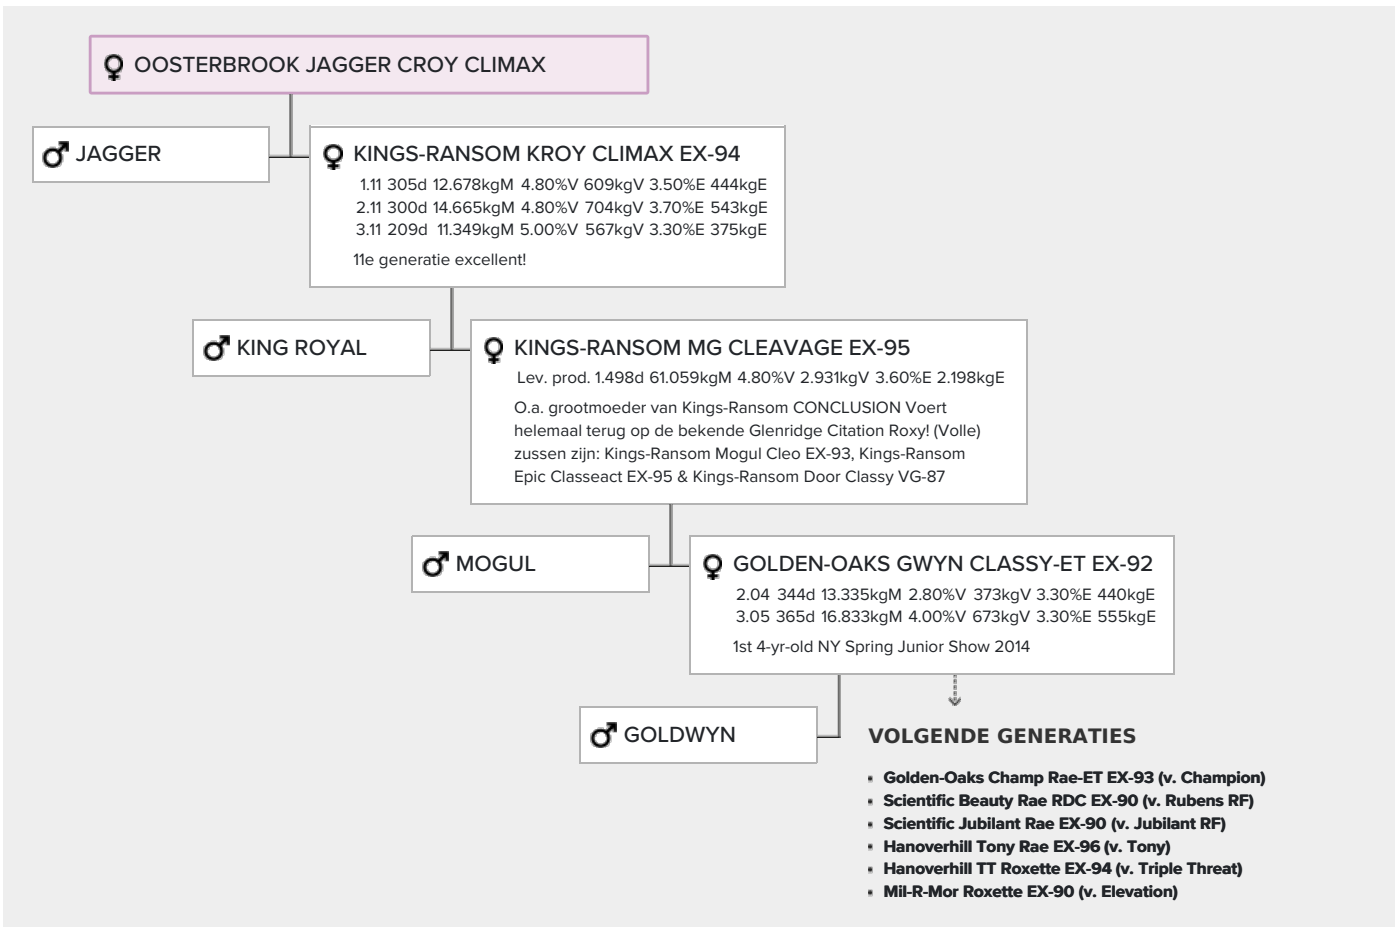 OOSTERBROOK JAGGER CROY CLIMAX
JAGGER
KINGS-RANSOM KROY CLIMAX EX-94
1.11 305d 12.678kgM 4.80%V 609kgV 3.50%E 444kgE
2.11 300d 14.665kgM 4.80%V 704kgV 3.70%E 543kgE
3.11 209d 11.349kgM 5.00%V 567kgV 3.30%E 375kgE
11e generatie excellent!
KING ROYAL
KINGS-RANSOM MG CLEAVAGE EX-95
Lev. prod. 1.498d 61.059kgM 4.80%V 2.931kgV 3.60%E 2.198kgE
O.a. grootmoeder van Kings-Ransom CONCLUSION Voert
helemaal terug op de bekende Glenridge Citation Roxy! (Volle)
zussen zijn: Kings-Ransom Mogul Cleo EX-93, Kings-Ransom
Epic Classeact EX-95 & Kings-Ransom Door Classy VG-87
MOGUL
GOLDEN-OAKS GWYN CLASSY-ET EX-92
2.04 344d 13.335kgM 2.80%V 373kgV 3.30%E 440kgE
3.05 365d 16.833kgM 4.00%V 673kgV 3.30%E 555kgE
1st 4-yr-old NY Spring Junior Show 2014
GOLDWYN
VOLGENDE GENERATIES
▪ Golden-Oaks Champ Rae-ET EX-93 (v. Champion)
▪ Scientific Beauty Rae RDC EX-90 (v. Rubens RF)
▪ Scientific Jubilant Rae EX-90 (v. Jubilant RF)
▪ Hanoverhill Tony Rae EX-96 (v. Tony)
▪ Hanoverhill TT Roxette EX-94 (v. Triple Threat)
▪ Mil-R-Mor Roxette EX-90 (v. Elevation)